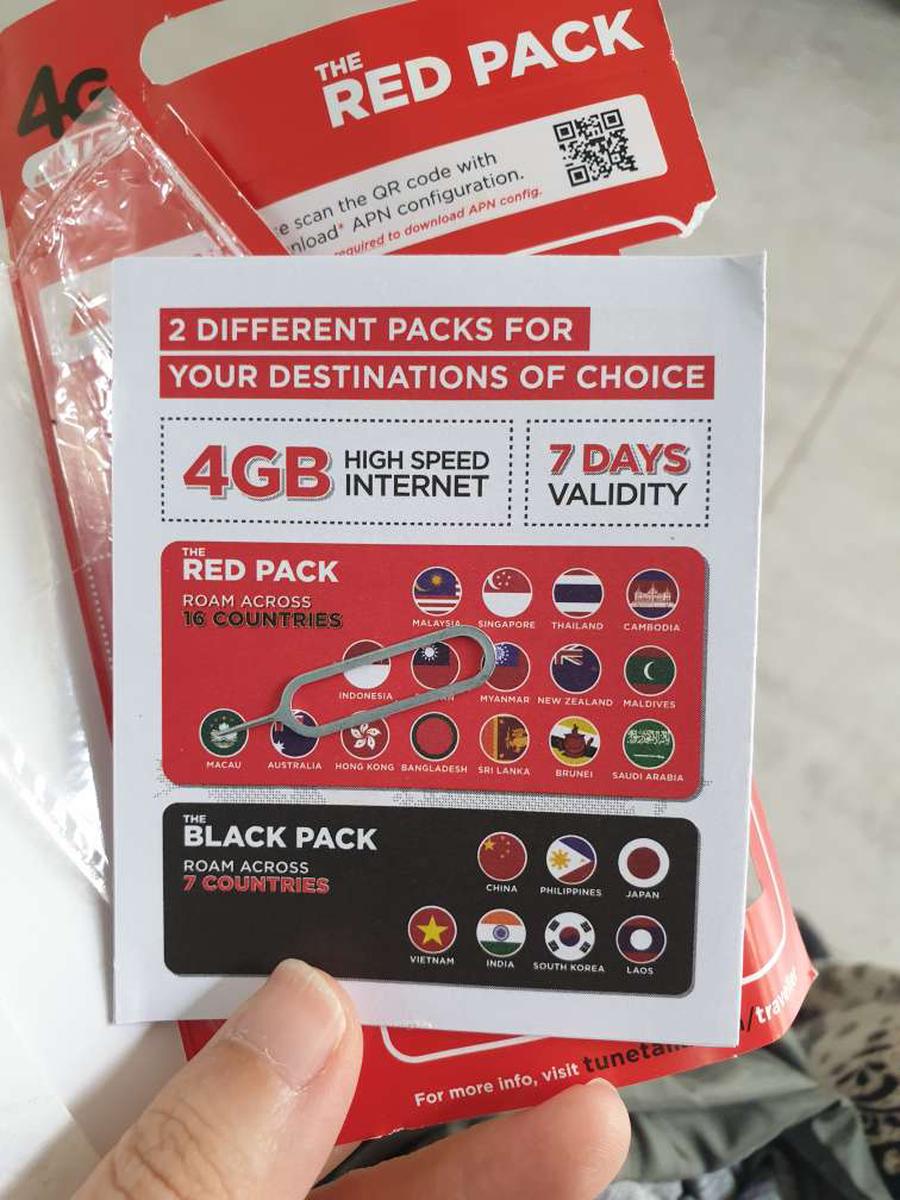 4G
THE
RED PACK
scan the QR code with
APN configuration.
required to download APN config.
2 DIFFERENT PACKS FOR
YOUR DESTINATIONS OF CHOICE
4GB HIGH SPEED INTERNET
7 DAYS VALIDITY
THE
RED PACK
ROAM ACROSS
16 COUNTRIES
MALAYSIA SINGAPORE THAILAND CAMBODIA
INDONESIA MYANMAR NEW ZEALAND MALDIVES
MACAU AUSTRALIA HONG KONG BANGLADESH SRI LANKA BRUNEI SAUDI ARABIA
THE
BLACK PACK
ROAM ACROSS
7 COUNTRIES
CHINA PHILIPPINES JAPAN
VIETNAM INDIA SOUTH KOREA LAOS
For more info, visit